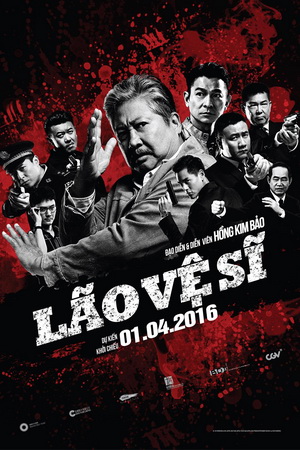 ĐẠO DIỄN & DIỄN VIÊN HỒNG KIM BẢO
LÃO VỆ SĨ
DỰ KIẾN
KHỞI CHIẾU 01.04.2016
CGV